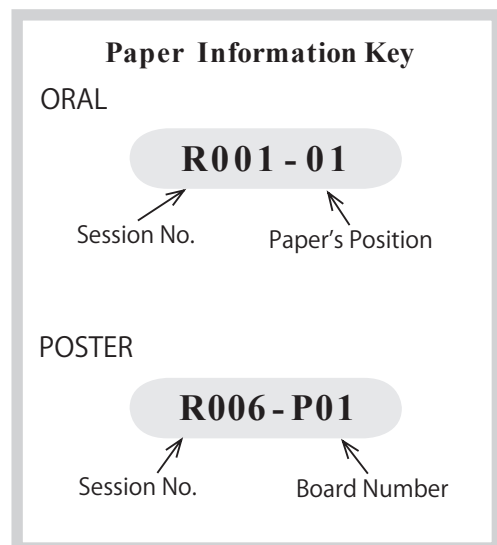 Paper Information Key
ORAL
R001-01
Session No. Paper's Position
POSTER
R006-P01
Session No. Board Number